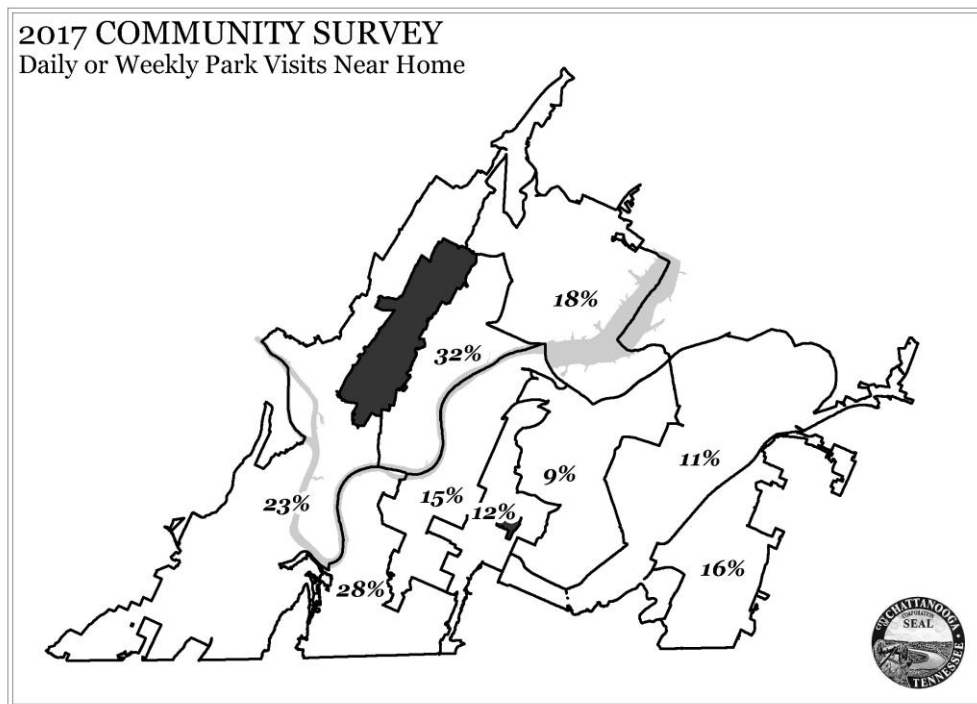 2017 COMMUNITY SURVEY
Daily or Weekly Park Visits Near Home
18%
32%
11%
9%
15%
12%
23%
16%
28%
CHATTANOOGA
CORPORATION
SEAL
TENNESSEE